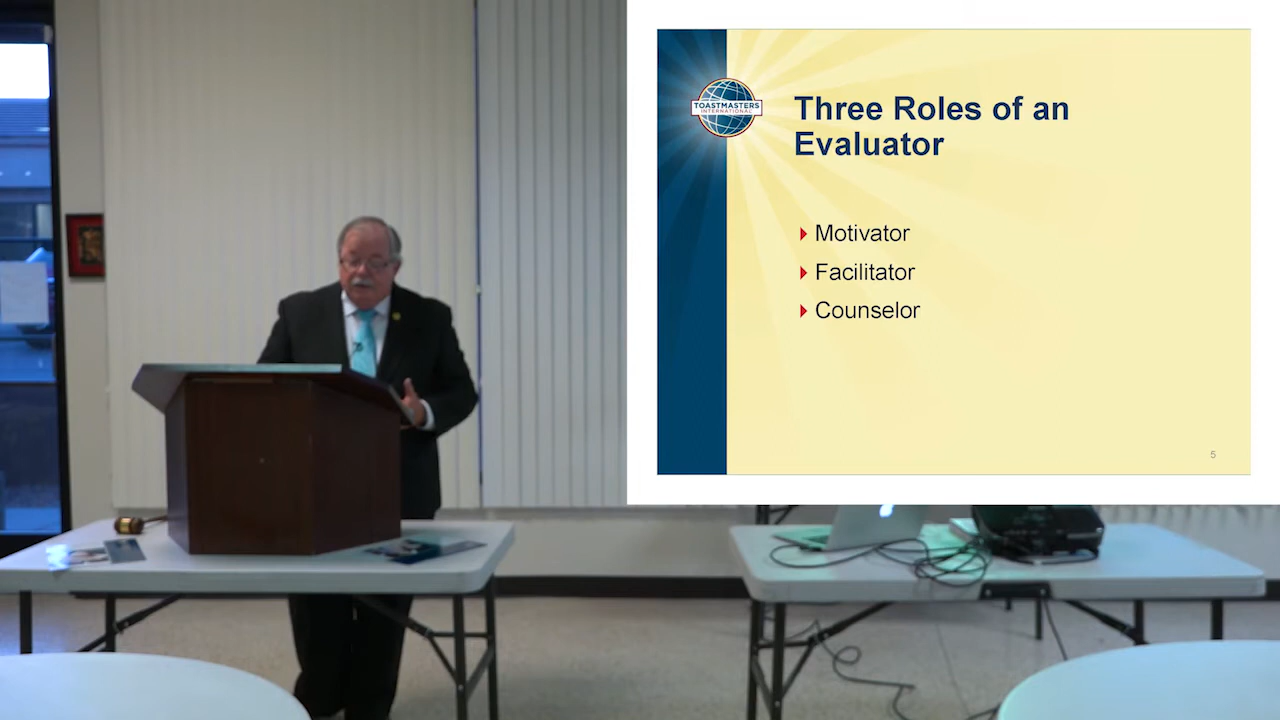 TOASTMASTERS
INTERNATIONAL
Three Roles of an
Evaluator
Motivator
Facilitator
Counselor
5